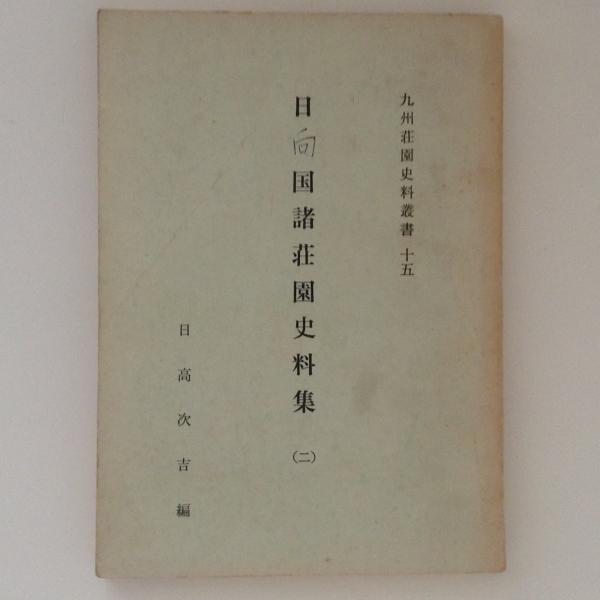 九州荘園史料叢書 十五
日向国諸荘園史料集 (二)
日高次吉編